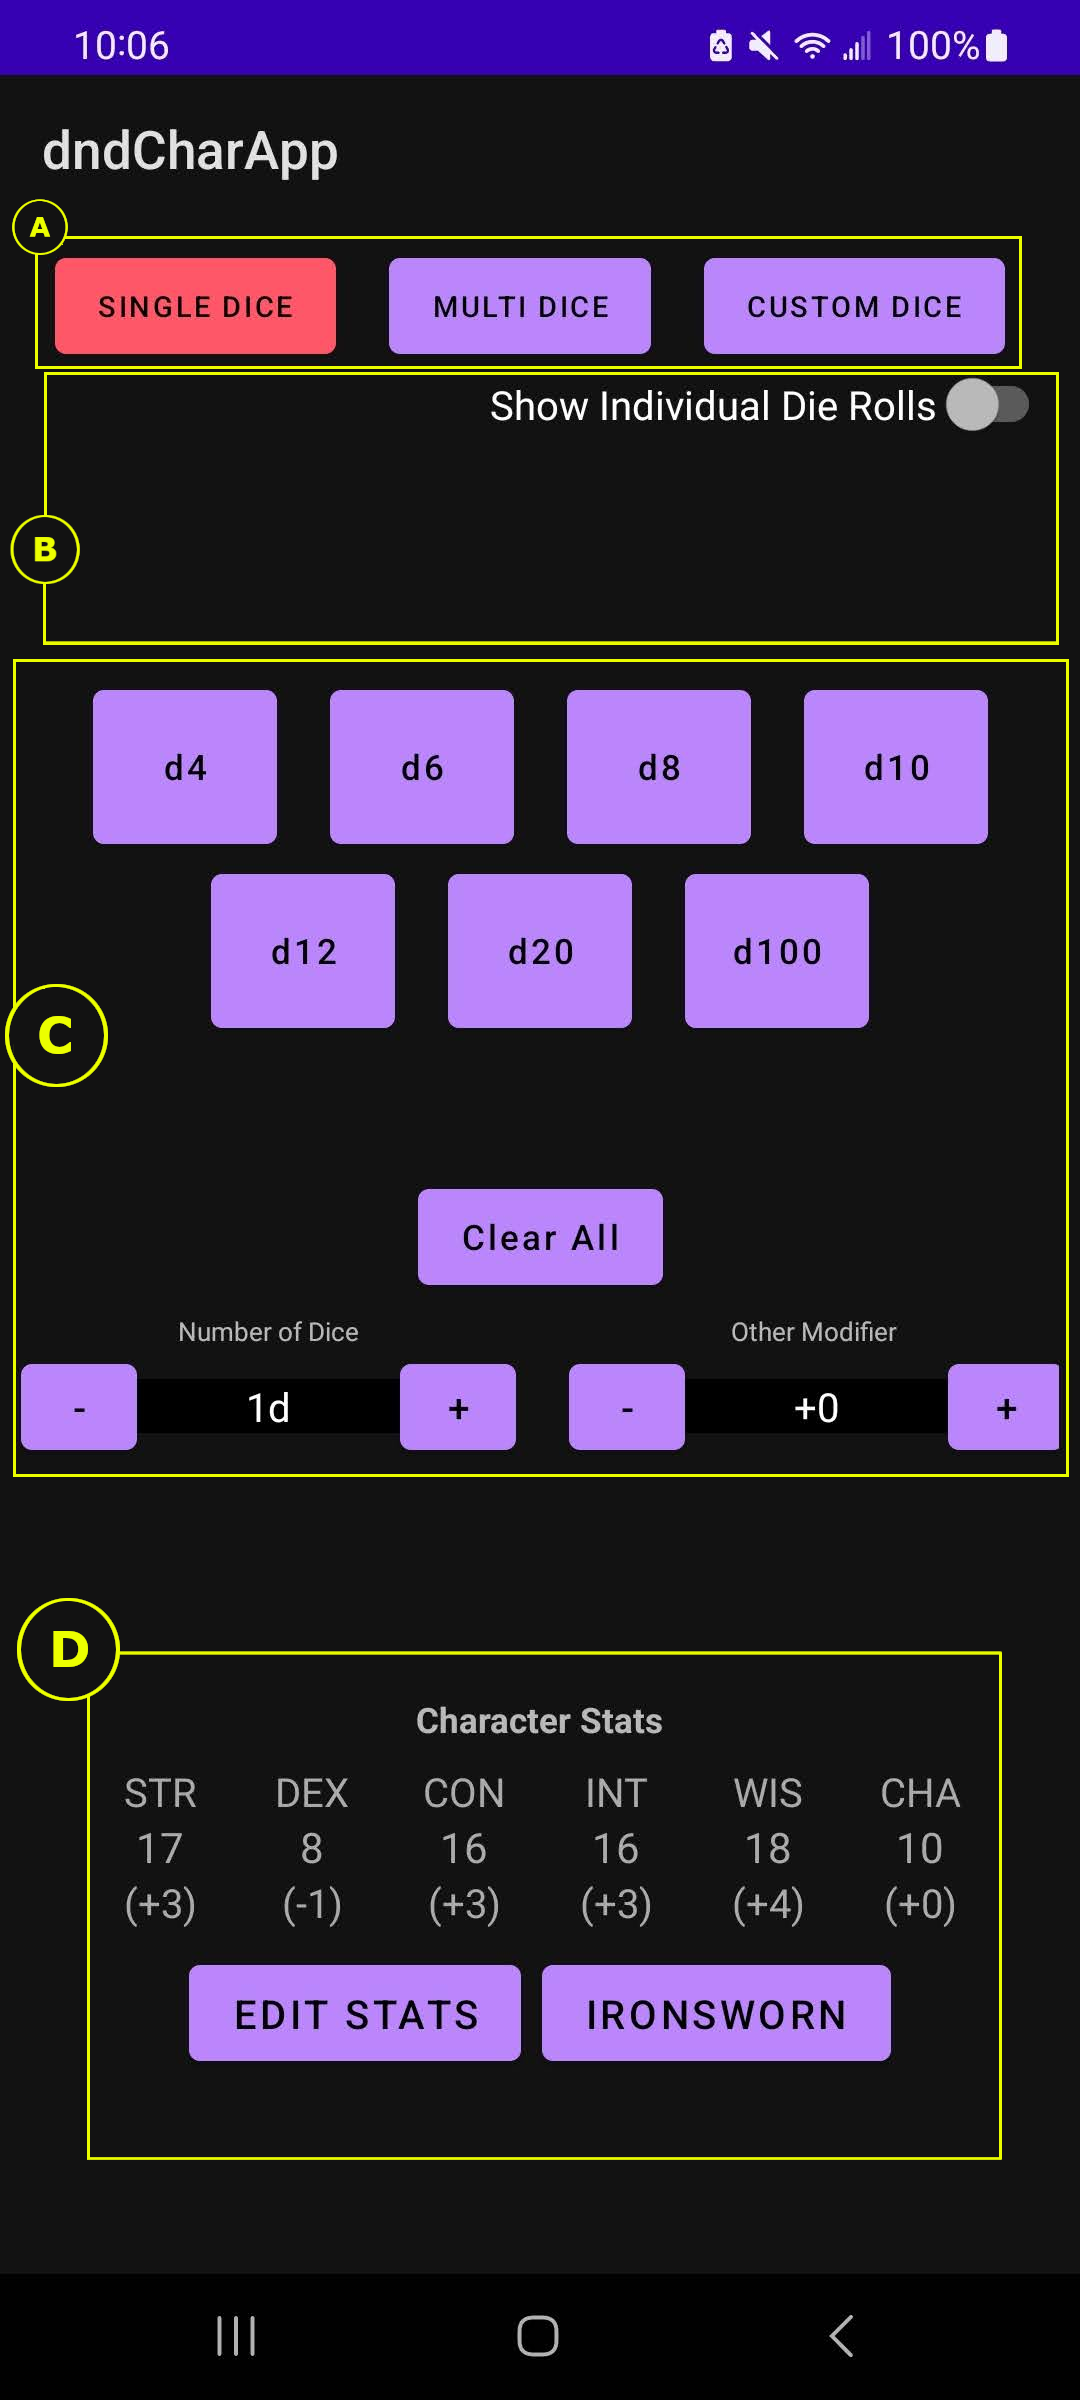 10:06 100%
dndCharApp
A
SINGLE DICE MULTI DICE CUSTOM DICE
Show Individual Die Rolls
B
d4 d6 d8 d10
d12 d20 d100
C
Clear All
Number of Dice Other Modifier
- 1d + - +0 +
D
Character Stats
STR DEX CON INT WIS CHA
17 8 16 16 18 10
(+3) (-1) (+3) (+3) (+4) (+0)
EDIT STATS IRONSWORN